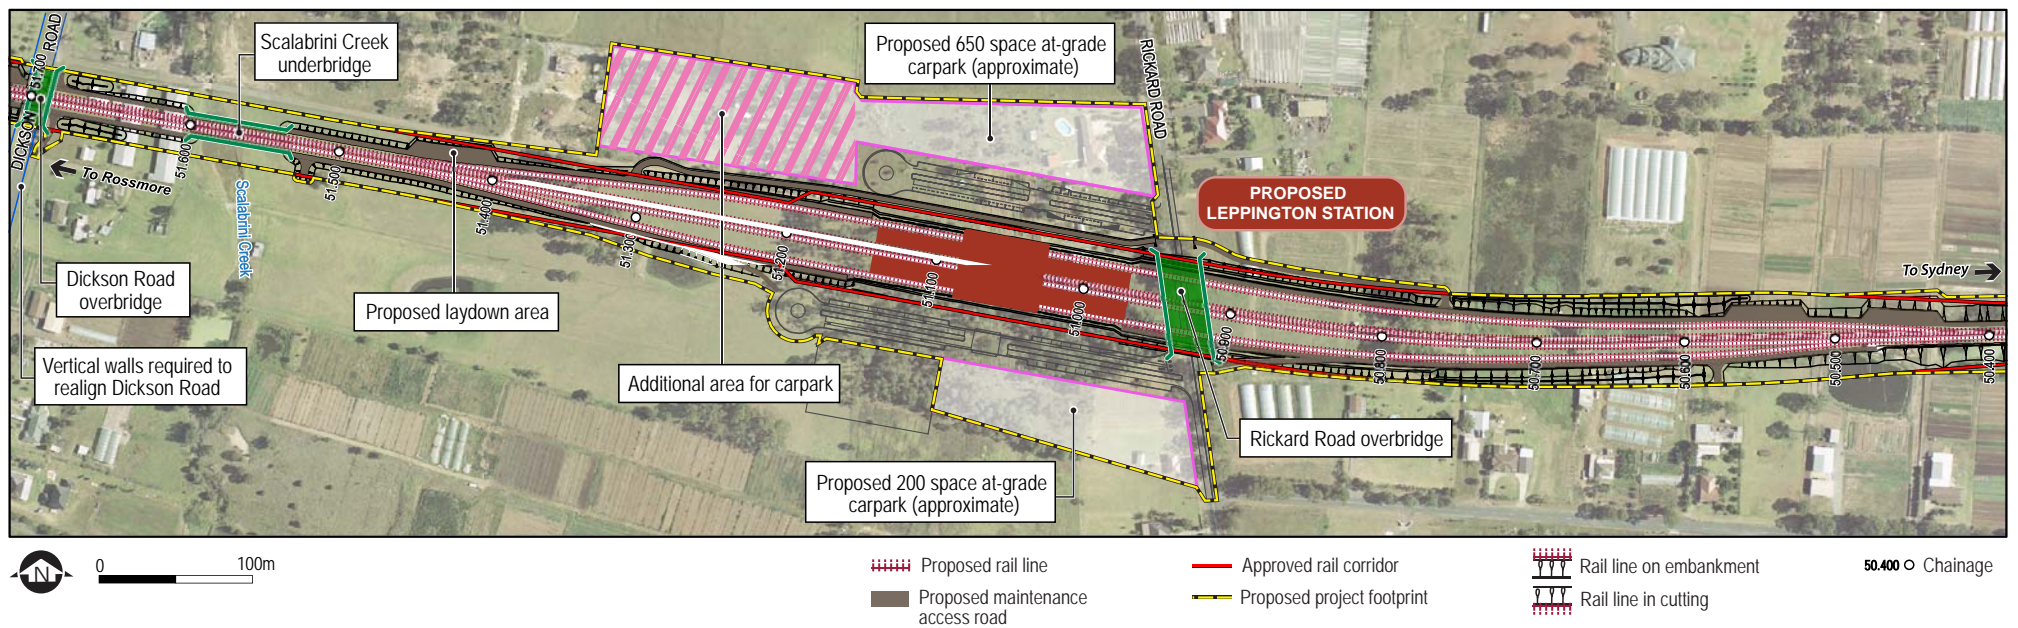 DICKSON ROAD
51.700
Scalabrini Creek
underbridge
Proposed 650 space at-grade
carpark (approximate)
RICKARD ROAD
To Rossmore
51.600
Scalabrini Creek
51.500
51.400
51.300
51.200
51.100
51.000
50.900
50.800
50.700
50.600
50.500
50.400
PROPOSED
LEPPINGTON STATION
To Sydney
Dickson Road
overbridge
Proposed laydown area
Vertical walls required to
realign Dickson Road
Additional area for carpark
Rickard Road overbridge
Proposed 200 space at-grade
carpark (approximate)
N
0 100m
Proposed rail line
Proposed maintenance
access road
Approved rail corridor
Proposed project footprint
Rail line on embankment
Rail line in cutting
50.400 Chainage